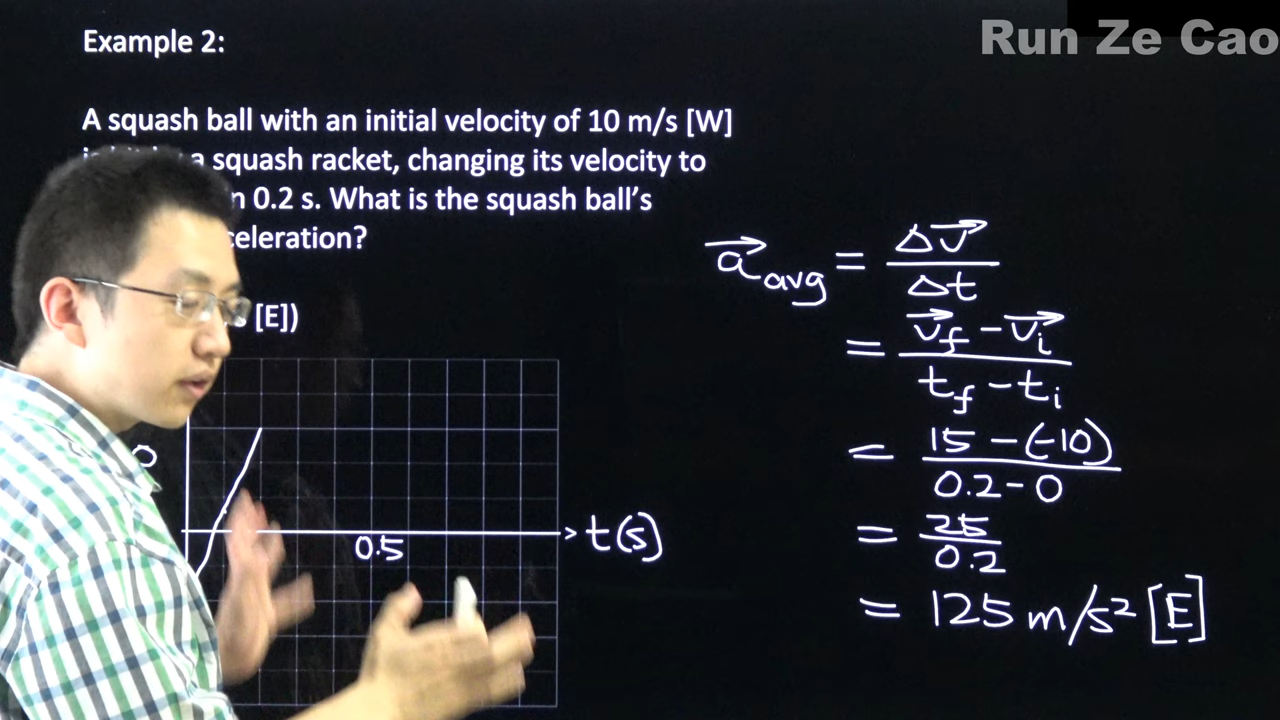 Run Ze Cao
Example 2:
A squash ball with an initial velocity of 10 m/s [W]
a squash racket, changing its velocity to
0.2 s. What is the squash ball's
celeration?
[E])
0
0.5
t(s)
a⃗avg = Δv⃗ / Δt
= v⃗f - v⃗i / tf - ti
= 15 - (-10) / 0.2 - 0
= 25 / 0.2
= 125 m/s² [E]